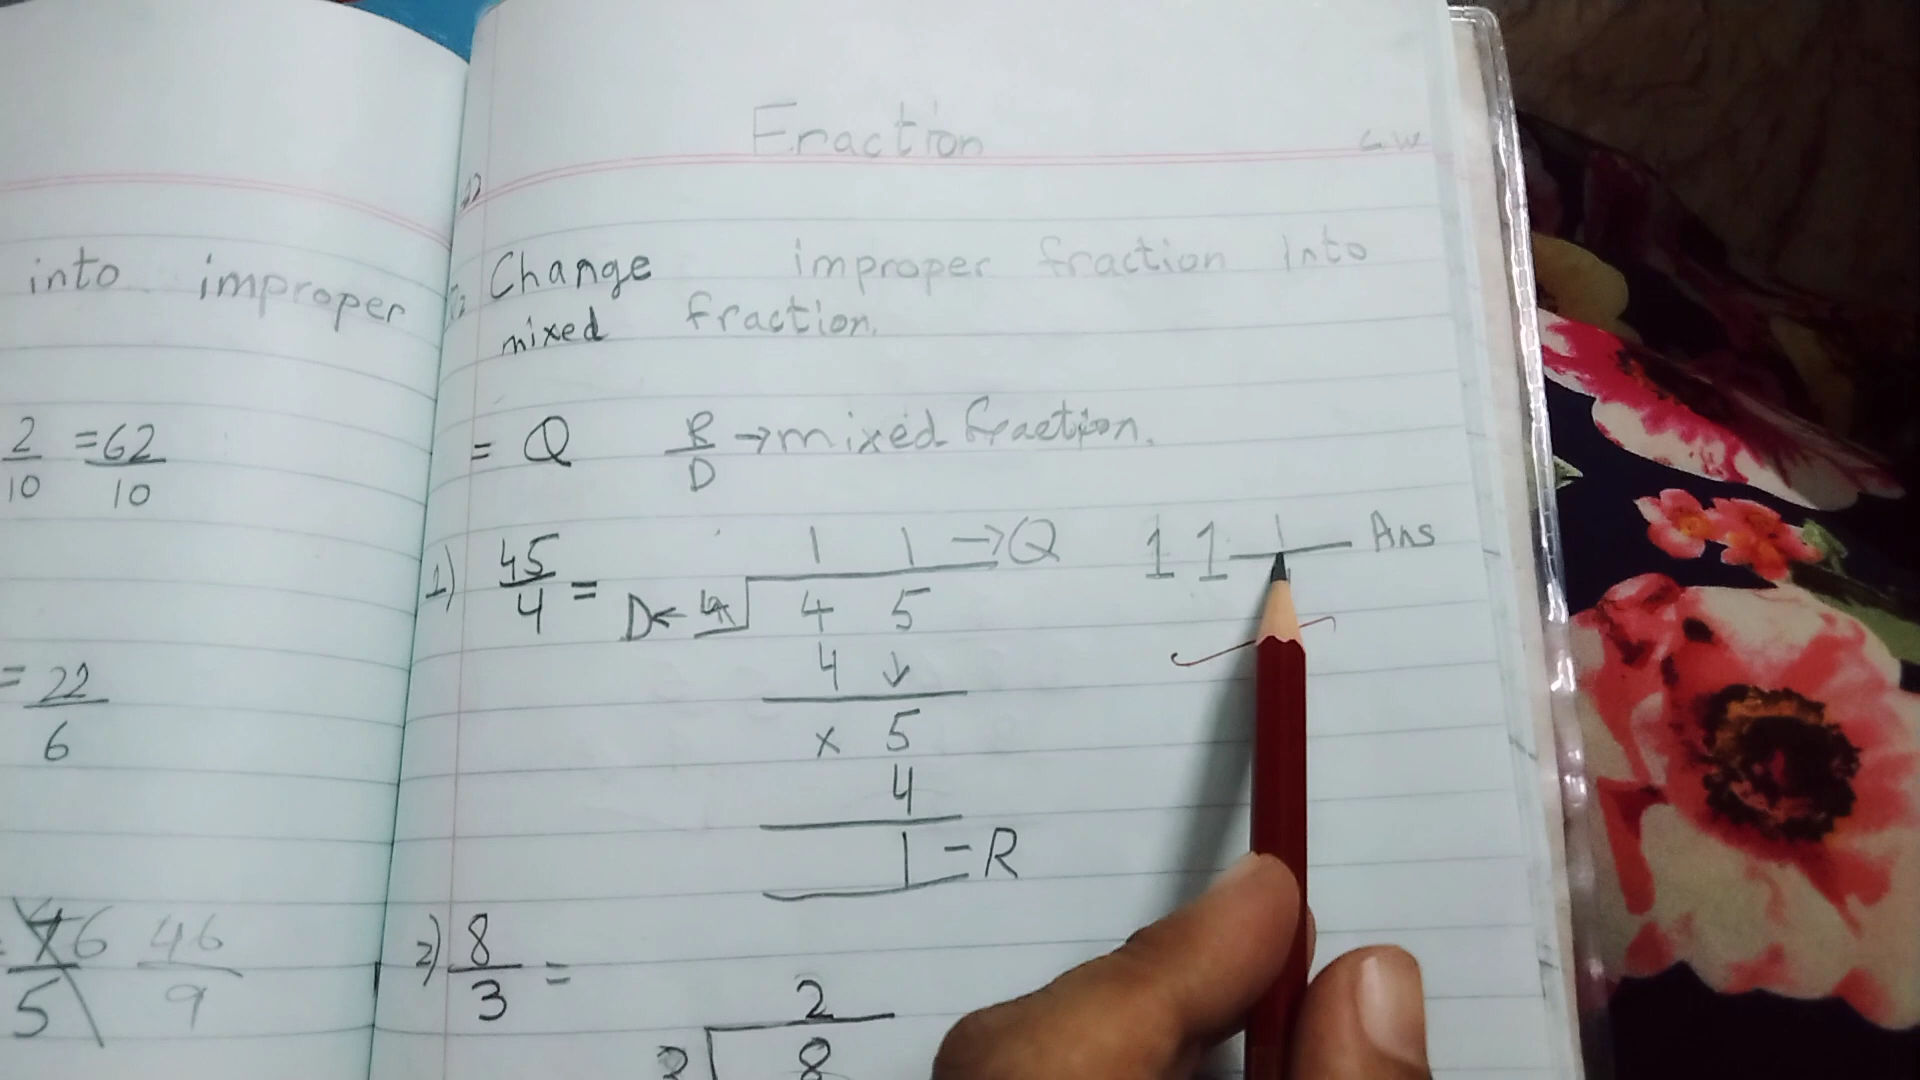 into improper
2/10 = 62/10
= 22/6
46/9
Fraction
C.W
Change improper fraction into
mixed fraction.
= Q R/D → mixed fraction.
1) 45/4 =
1 1 → Q
D ← 4 4 5
4 ↓
x 5
4
1 = R
11 1 Ans
2) 8/3 =
2
3 8